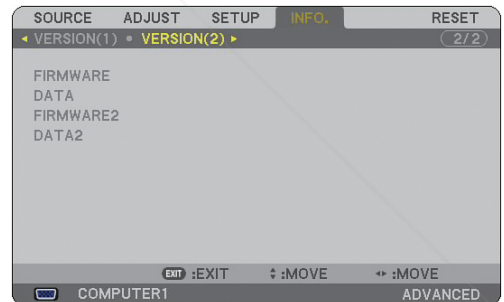 SOURCE ADJUST SETUP INFO. RESET
VERSION(1) • VERSION(2) 2/2
FIRMWARE
DATA
FIRMWARE2
DATA2
EXIT :EXIT :MOVE :MOVE
COMPUTER1 ADVANCED